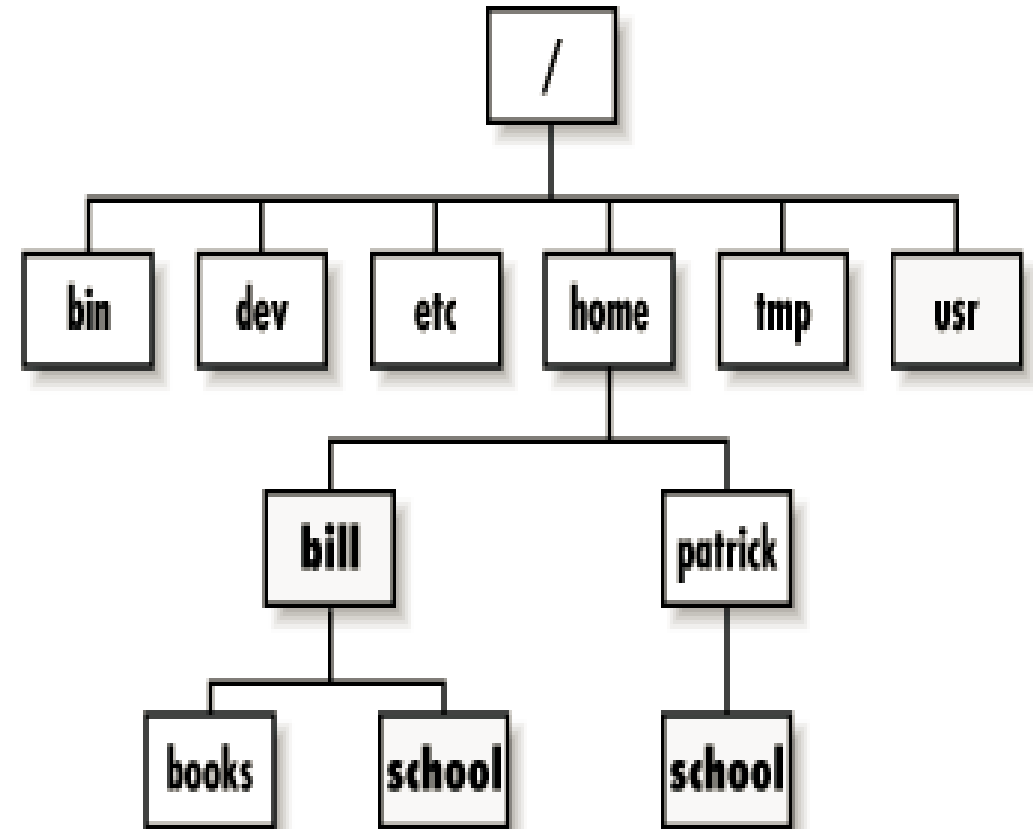 /
bin dev etc home tmp usr
bill patrick
books school school